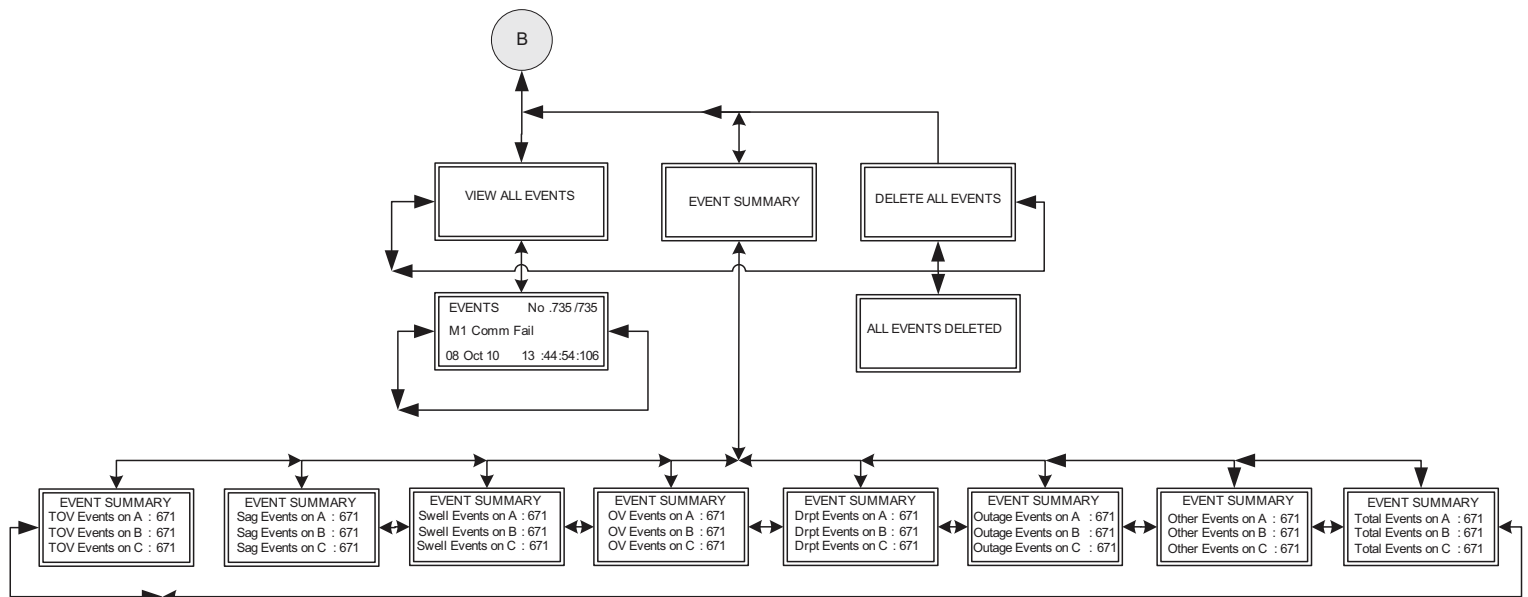 B
VIEW ALL EVENTS
EVENT SUMMARY
DELETE ALL EVENTS
EVENTS No .735 /735
M1 Comm Fail
08 Oct 10 13 :44:54:106
ALL EVENTS DELETED
EVENT SUMMARY
TOV Events on A : 671
TOV Events on B : 671
TOV Events on C : 671
EVENT SUMMARY
Sag Events on A : 671
Sag Events on B : 671
Sag Events on C : 671
EVENT SUMMARY
Swell Events on A : 671
Swell Events on B : 671
Swell Events on C : 671
EVENT SUMMARY
OV Events on A : 671
OV Events on B : 671
OV Events on C : 671
EVENT SUMMARY
Drpt Events on A : 671
Drpt Events on B : 671
Drpt Events on C : 671
EVENT SUMMARY
Outage Events on A : 671
Outage Events on B : 671
Outage Events on C : 671
EVENT SUMMARY
Other Events on A : 671
Other Events on B : 671
Other Events on C : 671
EVENT SUMMARY
Total Events on A : 671
Total Events on B : 671
Total Events on C : 671